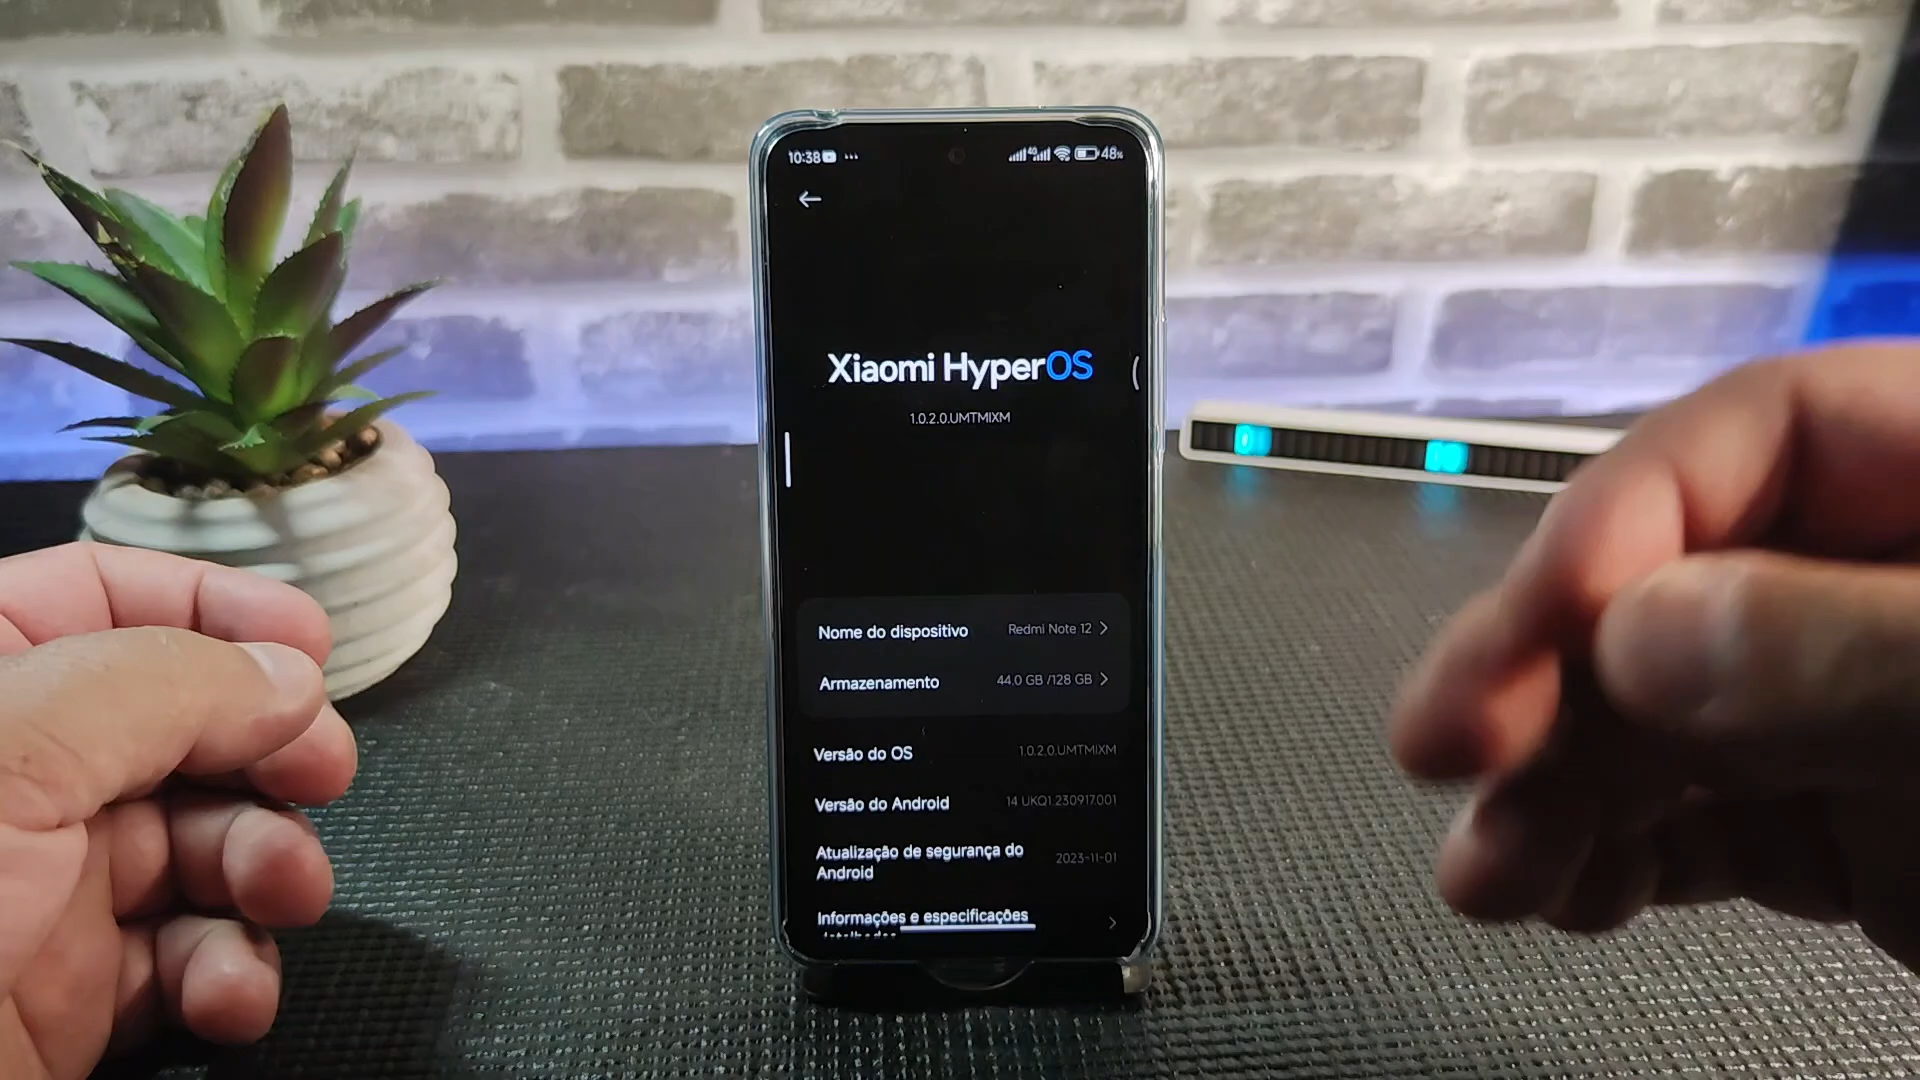 10:38
4G
48%
Xiaomi HyperOS
1.0.2.0.UMTMIXM
Nome do dispositivo Redmi Note 12
Armazenamento 44.0 GB /128 GB
Versão do OS 1.0.2.0.UMTMIXM
Versão do Android 14 UKQ1.230917.001
Atualização de segurança do 2023-11-01
Android
Informações e especificações